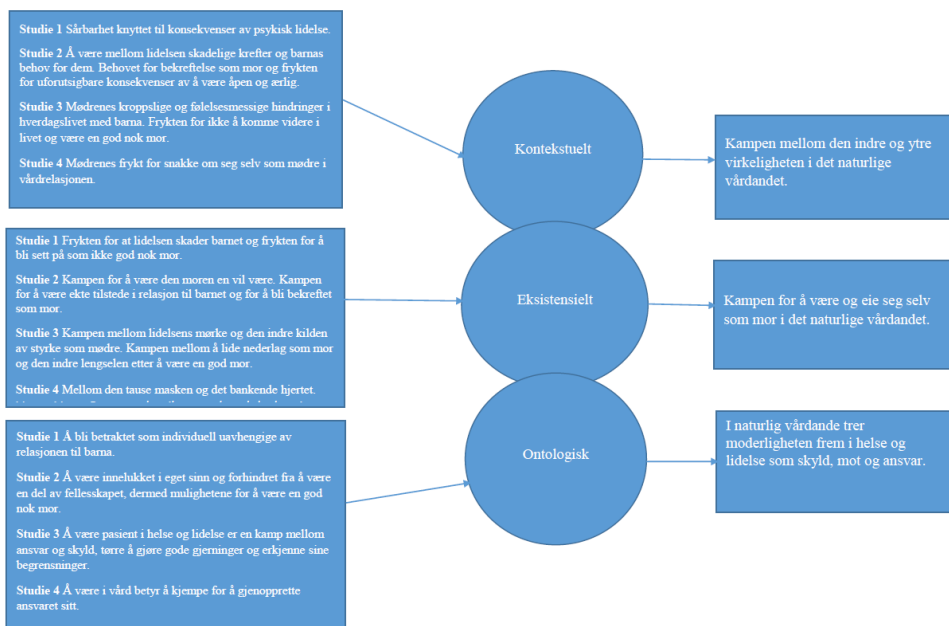 Studie 1 Sårbarhet knyttet til konsekvenser av psykisk lidelse.
Studie 2 Å være mellom lidelsen skadelige krefter og barnas
behov for dem. Behovet for bekreftelse som mor og frykten
for uforutsigbare konsekvenser av å være åpen og ærlig.
Studie 3 Mødrenes kroppslige og følelsesmessige hindringer i
hverdagslivet med barna. Frykten for ikke å komme videre i
livet og være en god nok mor.
Studie 4 Mødrenes frykt for snakke om seg selv som mødre i
vårdrelasjonen.
Kontekstuelt
Kampen mellom den indre og ytre
virkeligheten i det naturlige
vårdandet.
Studie 1 Frykten for at lidelsen skader barnet og frykten for å
bli sett på som ikke god nok mor.
Studie 2 Kampen for å være den moren en vil være. Kampen
for å være ekte tilstede i relasjon til barnet og for å bli bekreftet
som mor.
Studie 3 Kampen mellom lidelsens mørke og den indre kilden
av styrke som mødre. Kampen mellom å lide nederlag som mor
og den indre lengselen etter å være en god mor.
Studie 4 Mellom den tause masken og det bankende hjertet.
Eksistensielt
Kampen for å være og eie seg selv
som mor i det naturlige vårdandet.
Studie 1 Å bli betraktet som individuell uavhengige av
relasjonen til barna.
Studie 2 Å være innelukket i eget sinn og forhindret fra å være
en del av fellesskapet, dermed mulighetene for å være en god
nok mor.
Studie 3 Å være pasient i helse og lidelse er en kamp mellom
ansvar og skyld, tørre å gjøre gode gjerninger og erkjenne sine
begrensninger.
Studie 4 Å være i vård betyr å kjempe for å gjenopprette
ansvaret sitt.
Ontologisk
I naturlig vårdande trer
moderligheten frem i helse og
lidelse som skyld, mot og ansvar.